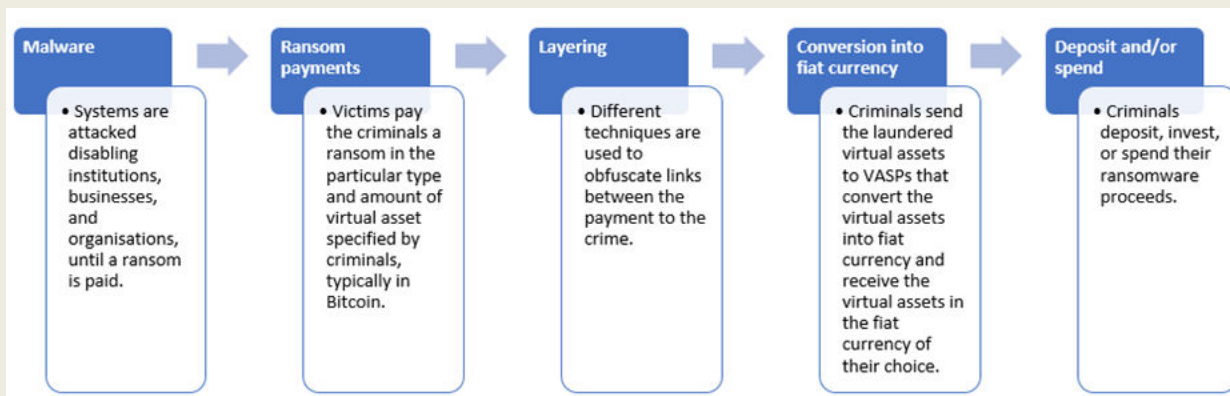 Malware
• Systems are
attacked
disabling
institutions,
businesses,
and
organisations,
until a ransom
is paid.
Ransom
payments
• Victims pay
the criminals a
ransom in the
particular type
and amount of
virtual asset
specified by
criminals,
typically in
Bitcoin.
Layering
• Different
techniques are
used to
obfuscate links
between the
payment to the
crime.
Conversion into
fiat currency
• Criminals send
the laundered
virtual assets
to VASPs that
convert the
virtual assets
into fiat
currency and
receive the
virtual assets in
the fiat
currency of
their choice.
Deposit and/or
spend
• Criminals
deposit, invest,
or spend their
ransomware
proceeds.